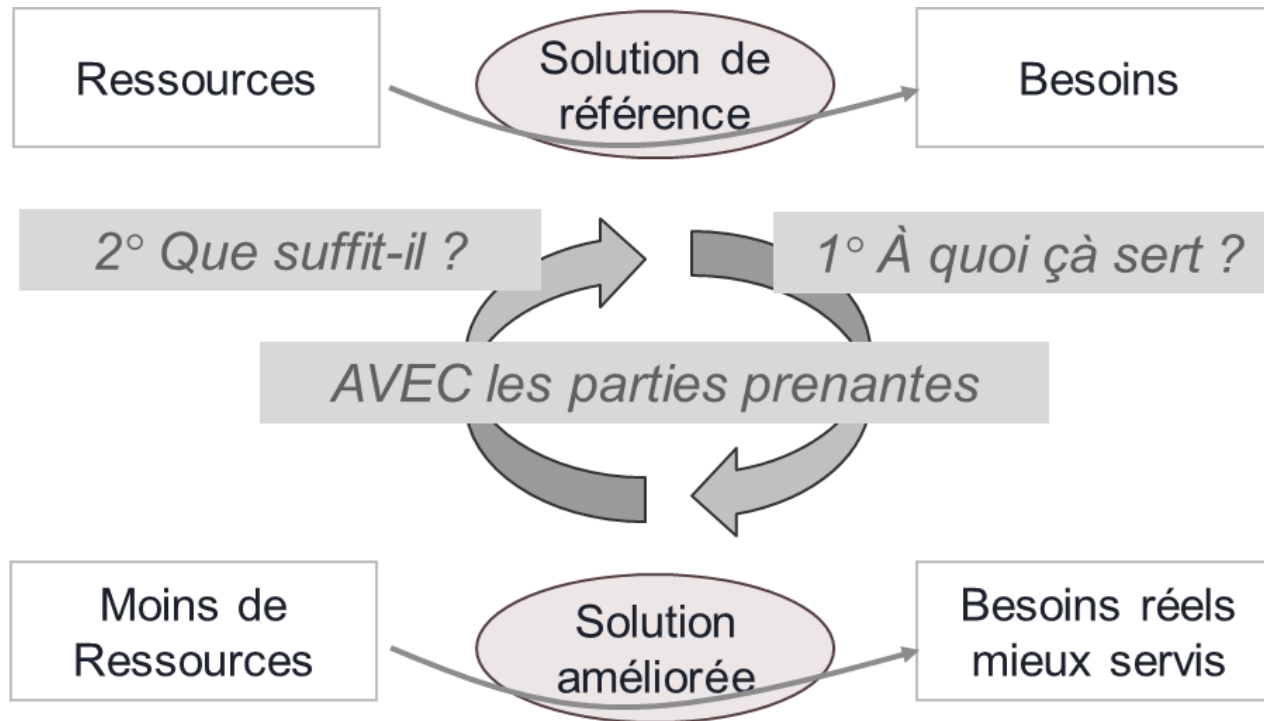 Ressources
Solution de
référence
Besoins
2° Que suffit-il ?
1° À quoi çà sert ?
AVEC les parties prenantes
Moins de
Ressources
Solution
améliorée
Besoins réels
mieux servis